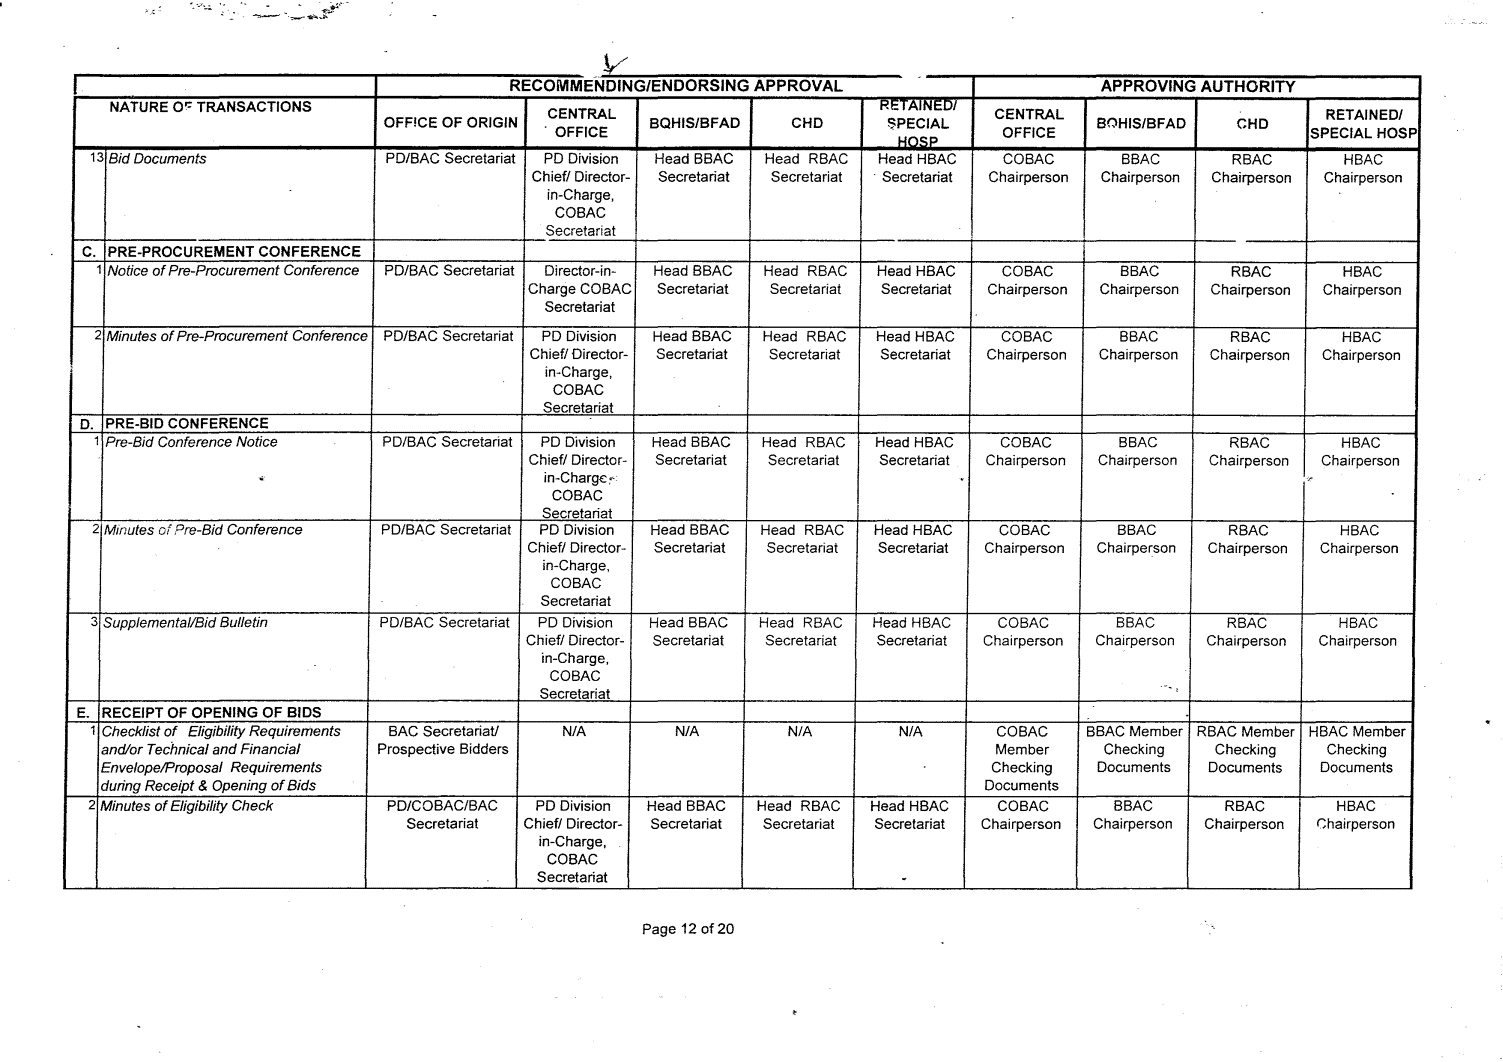 RECOMMENDING/ENDORSING APPROVAL APPROVING AUTHORITY
NATURE OF TRANSACTIONS OFFICE OF ORIGIN CENTRAL OFFICE BQHIS/BFAD CHD RETAINED/ SPECIAL HOSP CENTRAL OFFICE BQHIS/BFAD CHD RETAINED/ SPECIAL HOSP
13 Bid Documents PD/BAC Secretariat PD Division Head BBAC Head RBAC Head HBAC COBAC BBAC RBAC HBAC
Chief/ Director- Secretariat Secretariat Secretariat Chairperson Chairperson Chairperson Chairperson
in-Charge,
COBAC
Secretariat
C. PRE-PROCUREMENT CONFERENCE
1 Notice of Pre-Procurement Conference PD/BAC Secretariat Director-in- Head BBAC Head RBAC Head HBAC COBAC BBAC RBAC HBAC
Charge COBAC Secretariat Secretariat Secretariat Chairperson Chairperson Chairperson Chairperson
Secretariat
2 Minutes of Pre-Procurement Conference PD/BAC Secretariat PD Division Head BBAC Head RBAC Head HBAC COBAC BBAC RBAC HBAC
Chief/ Director- Secretariat Secretariat Secretariat Chairperson Chairperson Chairperson Chairperson
in-Charge,
COBAC
Secretariat
D. PRE-BID CONFERENCE
1 Pre-Bid Conference Notice PD/BAC Secretariat PD Division Head BBAC Head RBAC Head HBAC COBAC BBAC RBAC HBAC
Chief/ Director- Secretariat Secretariat Secretariat Chairperson Chairperson Chairperson Chairperson
in-Charge,
COBAC
Secretariat
2 Minutes of Pre-Bid Conference PD/BAC Secretariat PD Division Head BBAC Head RBAC Head HBAC COBAC BBAC RBAC HBAC
Chief/ Director- Secretariat Secretariat Secretariat Chairperson Chairperson Chairperson Chairperson
in-Charge,
COBAC
Secretariat
3 Supplemental/Bid Bulletin PD/BAC Secretariat PD Division Head BBAC Head RBAC Head HBAC COBAC BBAC RBAC HBAC
Chief/ Director- Secretariat Secretariat Secretariat Chairperson Chairperson Chairperson Chairperson
in-Charge,
COBAC
Secretariat
E. RECEIPT OF OPENING OF BIDS
1 Checklist of Eligibility Requirements BAC Secretariat/ N/A N/A N/A N/A COBAC BBAC Member RBAC Member HBAC Member
and/or Technical and Financial Prospective Bidders Member Checking Checking Checking
Envelope/Proposal Requirements Checking Documents Documents Documents
during Receipt & Opening of Bids Documents
2 Minutes of Eligibility Check PD/COBAC/BAC PD Division Head BBAC Head RBAC Head HBAC COBAC BBAC RBAC HBAC
Secretariat Chief/ Director- Secretariat Secretariat Secretariat Chairperson Chairperson Chairperson Chairperson
in-Charge,
COBAC
Secretariat
Page 12 of 20